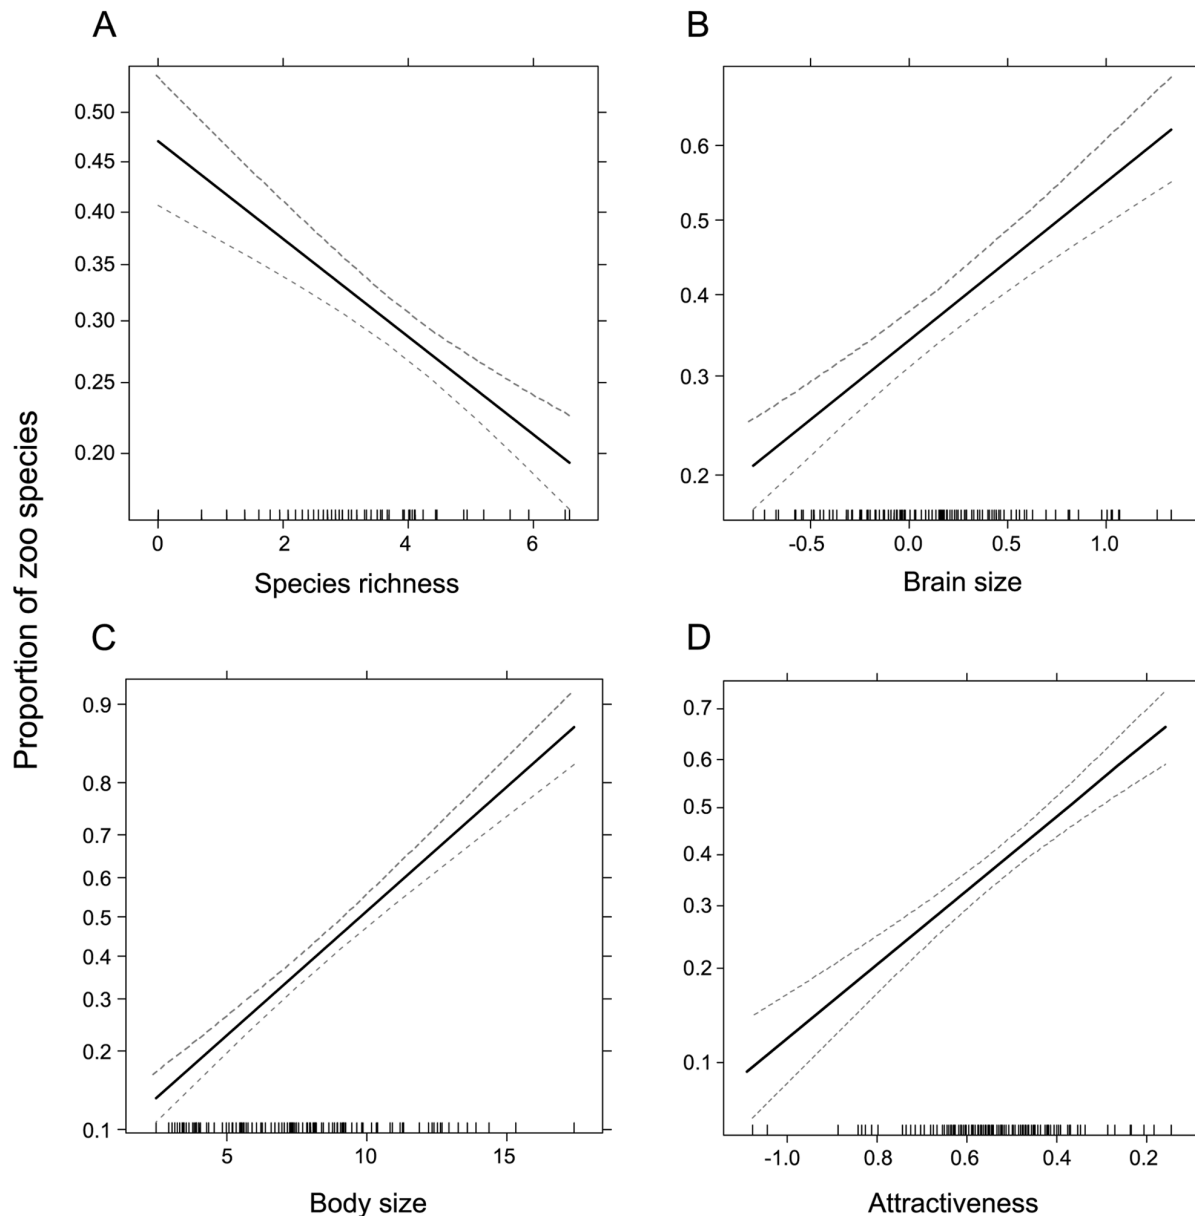 A
B
0.50
0.45
0.40
0.35
0.30
0.25
0.20
0 2 4 6
Species richness
0.6
0.5
0.4
0.3
0.2
-0.5 0.0 0.5 1.0
Brain size
Proportion of zoo species
C
D
0.9
0.8
0.7
0.6
0.5
0.4
0.3
0.2
0.1
5 10 15
Body size
0.7
0.6
0.5
0.4
0.3
0.2
0.1
-1.0 0.8 0.6 0.4 0.2
Attractiveness